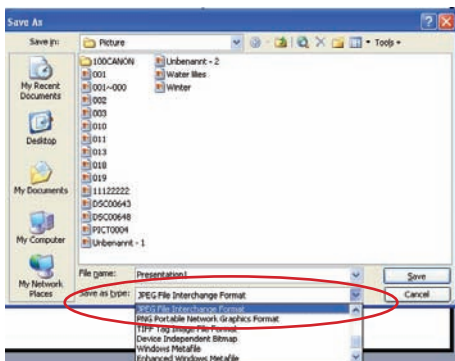 Save As
Save in:
Picture
Tools
My Recent
Documents
Desktop
My Documents
My Computer
My Network
Places
100CANON
001
001~000
002
003
010
011
013
018
019
11122222
DSC00643
DSC00648
PICT0004
Unbenannt - 1
Unbenannt - 2
Water lilies
Winter
File name:
Presentation1
Save
Save as type:
JPEG File Interchange Format
Cancel
JPEG File Interchange Format
PNG Portable Network Graphics Format
TIFF Tag Image File Format
Device Independent Bitmap
Windows Metafile
Enhanced Windows Metafile